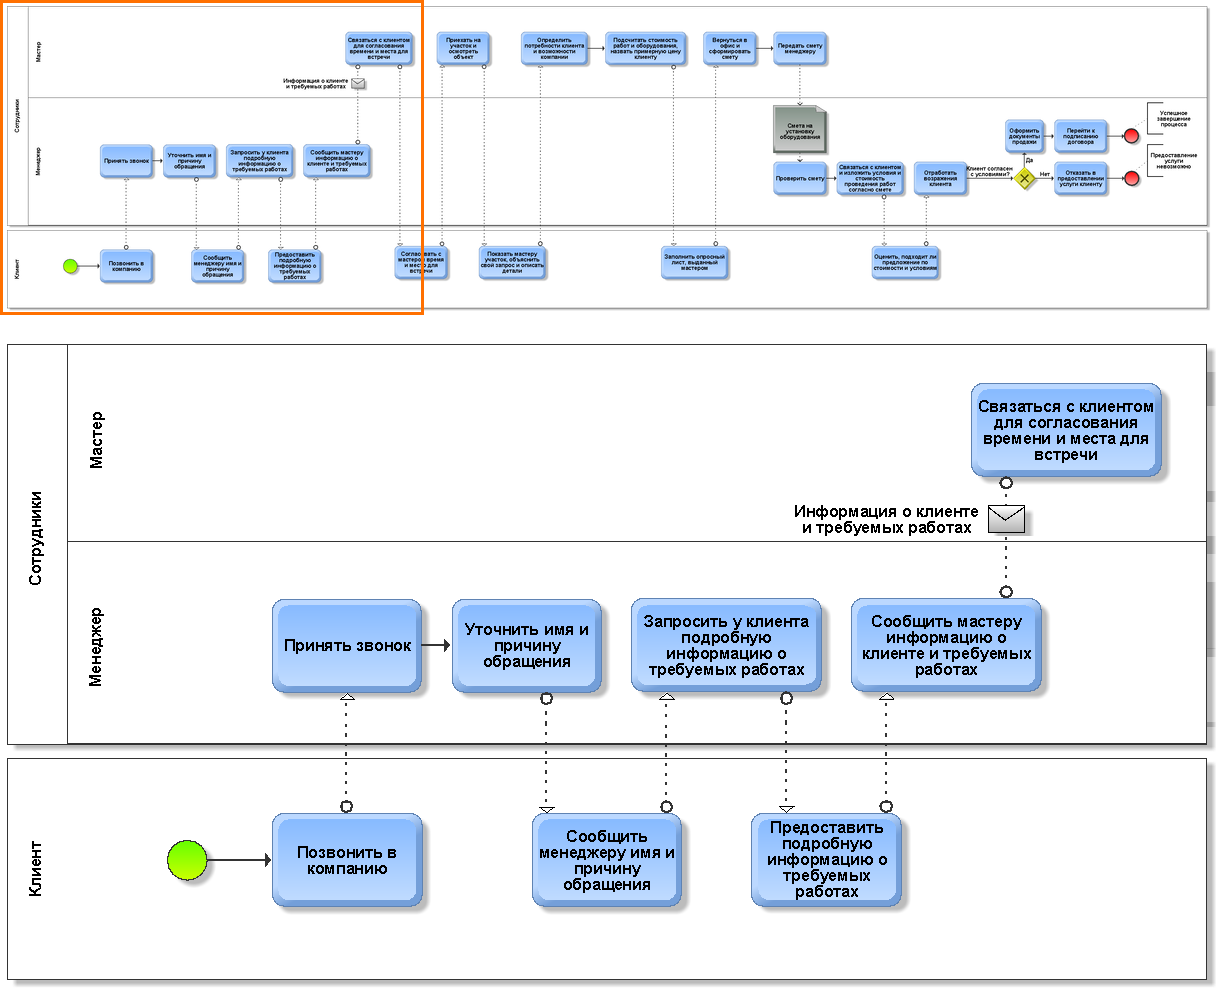 Сотрудники
Мастер
Связаться с клиентом
для согласования
времени и места для
встречи
Приехать на
участок и
осмотреть
объект
Определить
потребности клиента
и возможности
компании
Подсчитать стоимость
работ и оборудования,
назвать примерную цену
клиенту
Вернуться в
офис и
сформировать
смету
Передать смету
менеджеру
Информация о клиенте
и требуемых работах
Менеджер
Принять звонок
Уточнить имя и
причину
обращения
Запросить у клиента
подробную
информацию о
требуемых работах
Сообщить мастеру
информацию о
клиенте и требуемых
работах
Смета на
установку
оборудования
Проверить смету
Связаться с клиентом
и изложить условия и
стоимость
проведения работ
согласно смете
Отработать
возражения
клиента
Клиент согласен
с условиями?
Да
Нет
Оформить
документы
продажи
Перейти к
подписанию
договора
Успешное
завершение
процесса
Отказать в
предоставлении
услуги клиенту
Предоставление
услуги
невозможно
Клиент
Позвонить в
компанию
Сообщить
менеджеру имя и
причину
обращения
Предоставить
подробную
информацию о
требуемых
работах
Согласовать с
мастером время
и место для
встречи
Показать мастеру
участок, объяснить
свой запрос и описать
детали
Заполнить опросный
лист, выданный
мастером
Оценить, подходит ли
предложение по
стоимости и условиям
Сотрудники
Мастер
Связаться с клиентом
для согласования
времени и места для
встречи
Информация о клиенте
и требуемых работах
Менеджер
Принять звонок
Уточнить имя и
причину
обращения
Запросить у клиента
подробную
информацию о
требуемых работах
Сообщить мастеру
информацию о
клиенте и требуемых
работах
Клиент
Позвонить в
компанию
Сообщить
менеджеру имя и
причину
обращения
Предоставить
подробную
информацию о
требуемых
работах